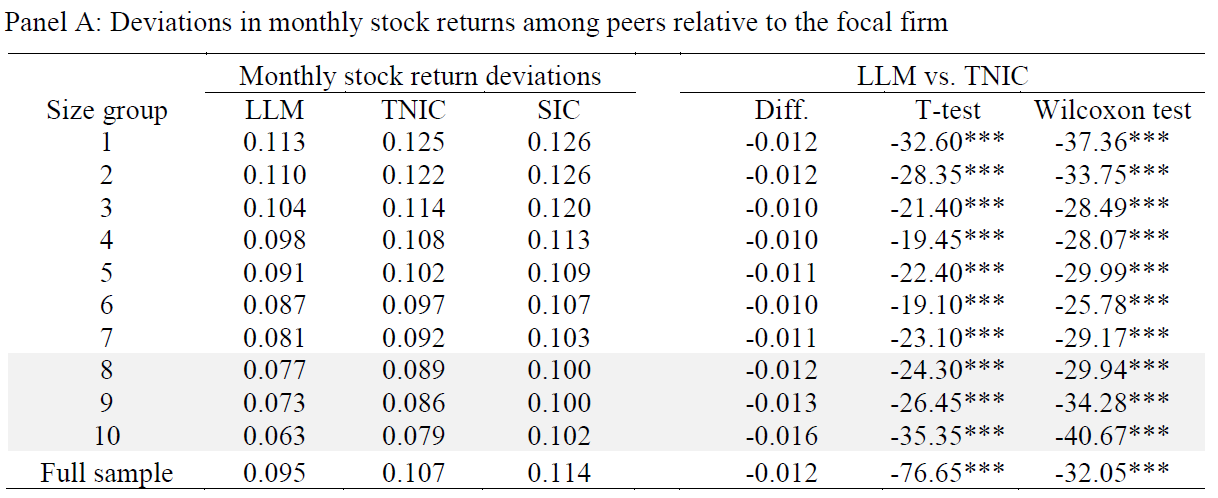 Panel A: Deviations in monthly stock returns among peers relative to the focal firm
Monthly stock return deviations LLM vs. TNIC
Size group LLM TNIC SIC Diff. T-test Wilcoxon test
1 0.113 0.125 0.126 -0.012 -32.60*** -37.36***
2 0.110 0.122 0.126 -0.012 -28.35*** -33.75***
3 0.104 0.114 0.120 -0.010 -21.40*** -28.49***
4 0.098 0.108 0.113 -0.010 -19.45*** -28.07***
5 0.091 0.102 0.109 -0.011 -22.40*** -29.99***
6 0.087 0.097 0.107 -0.010 -19.10*** -25.78***
7 0.081 0.092 0.103 -0.011 -23.10*** -29.17***
8 0.077 0.089 0.100 -0.012 -24.30*** -29.94***
9 0.073 0.086 0.100 -0.013 -26.45*** -34.28***
10 0.063 0.079 0.102 -0.016 -35.35*** -40.67***
Full sample 0.095 0.107 0.114 -0.012 -76.65*** -32.05***